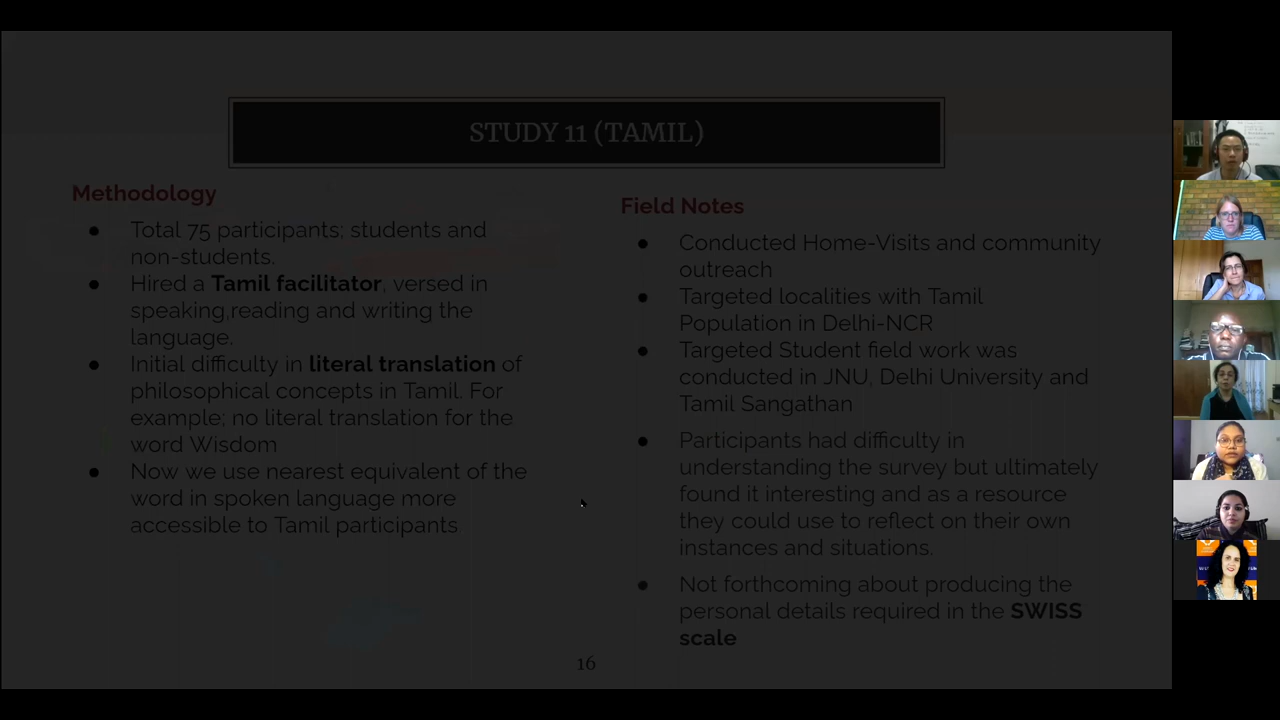 STUDY 11 (TAMIL)
Methodology
● Total 75 participants; students and
non-students.
● Hired a Tamil facilitator, versed in
speaking,reading and writing the
language.
● Initial difficulty in literal translation of
philosophical concepts in Tamil. For
example; no literal translation for the
word Wisdom
● Now we use nearest equivalent of the
word in spoken language more
accessible to Tamil participants
Field Notes
● Conducted Home-Visits and community
outreach
● Targeted localities with Tamil
Population in Delhi-NCR
● Targeted Student field work was
conducted in JNU, Delhi University and
Tamil Sangathan
● Participants had difficulty in
understanding the survey but ultimately
found it interesting and as a resource
they could use to reflect on their own
instances and situations.
● Not forthcoming about producing the
personal details required in the SWISS
scale
16